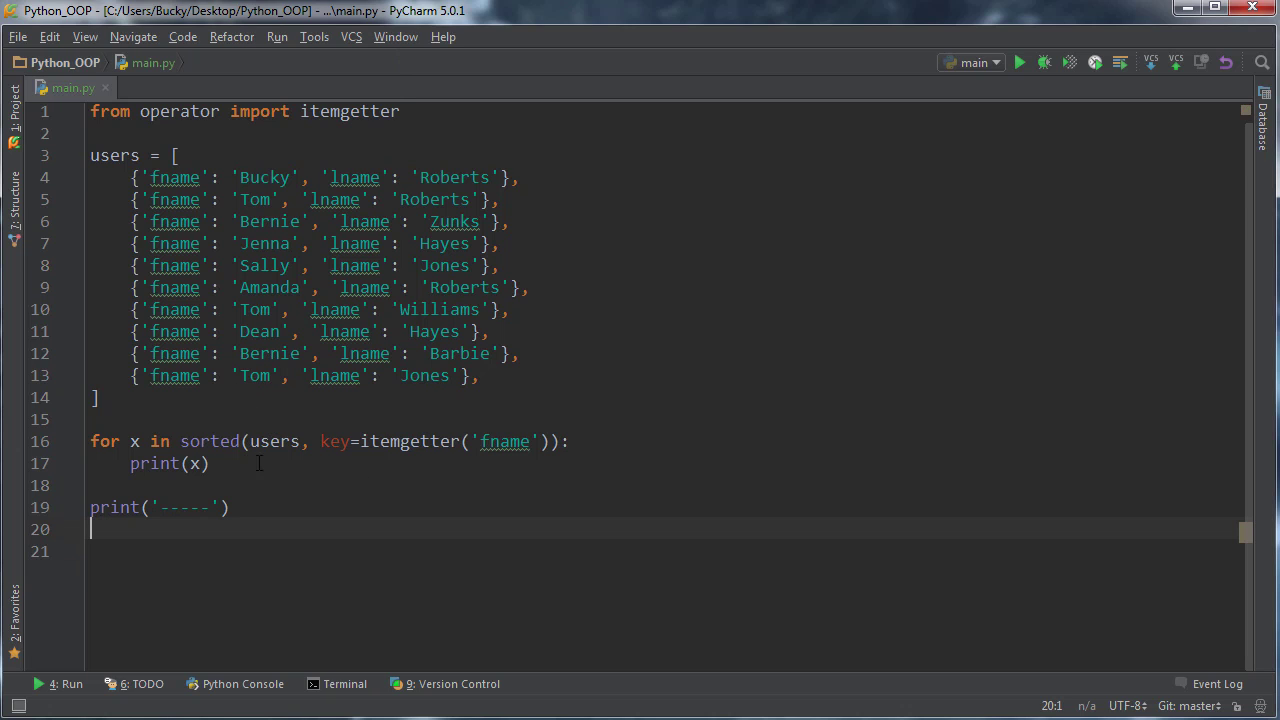 Python_OOP - [C:/Users/Bucky/Desktop/Python_OOP] - ...\main.py - PyCharm 5.0.1
File Edit View Navigate Code Refactor Run Tools VCS Window Help
Python_OOP main.py main VCS VCS
main.py
1: Project
7: Structure
2: Favorites
Database
1 from operator import itemgetter
2
3 users = [
4     {'fname': 'Bucky', 'lname': 'Roberts'},
5     {'fname': 'Tom', 'lname': 'Roberts'},
6     {'fname': 'Bernie', 'lname': 'Zunks'},
7     {'fname': 'Jenna', 'lname': 'Hayes'},
8     {'fname': 'Sally', 'lname': 'Jones'},
9     {'fname': 'Amanda', 'lname': 'Roberts'},
10     {'fname': 'Tom', 'lname': 'Williams'},
11     {'fname': 'Dean', 'lname': 'Hayes'},
12     {'fname': 'Bernie', 'lname': 'Barbie'},
13     {'fname': 'Tom', 'lname': 'Jones'},
14 ]
15
16 for x in sorted(users, key=itemgetter('fname')):
17     print(x)
18
19 print('-----')
20
21
4: Run 6: TODO Python Console Terminal 9: Version Control Event Log
20:1 n/a UTF-8 Git: master